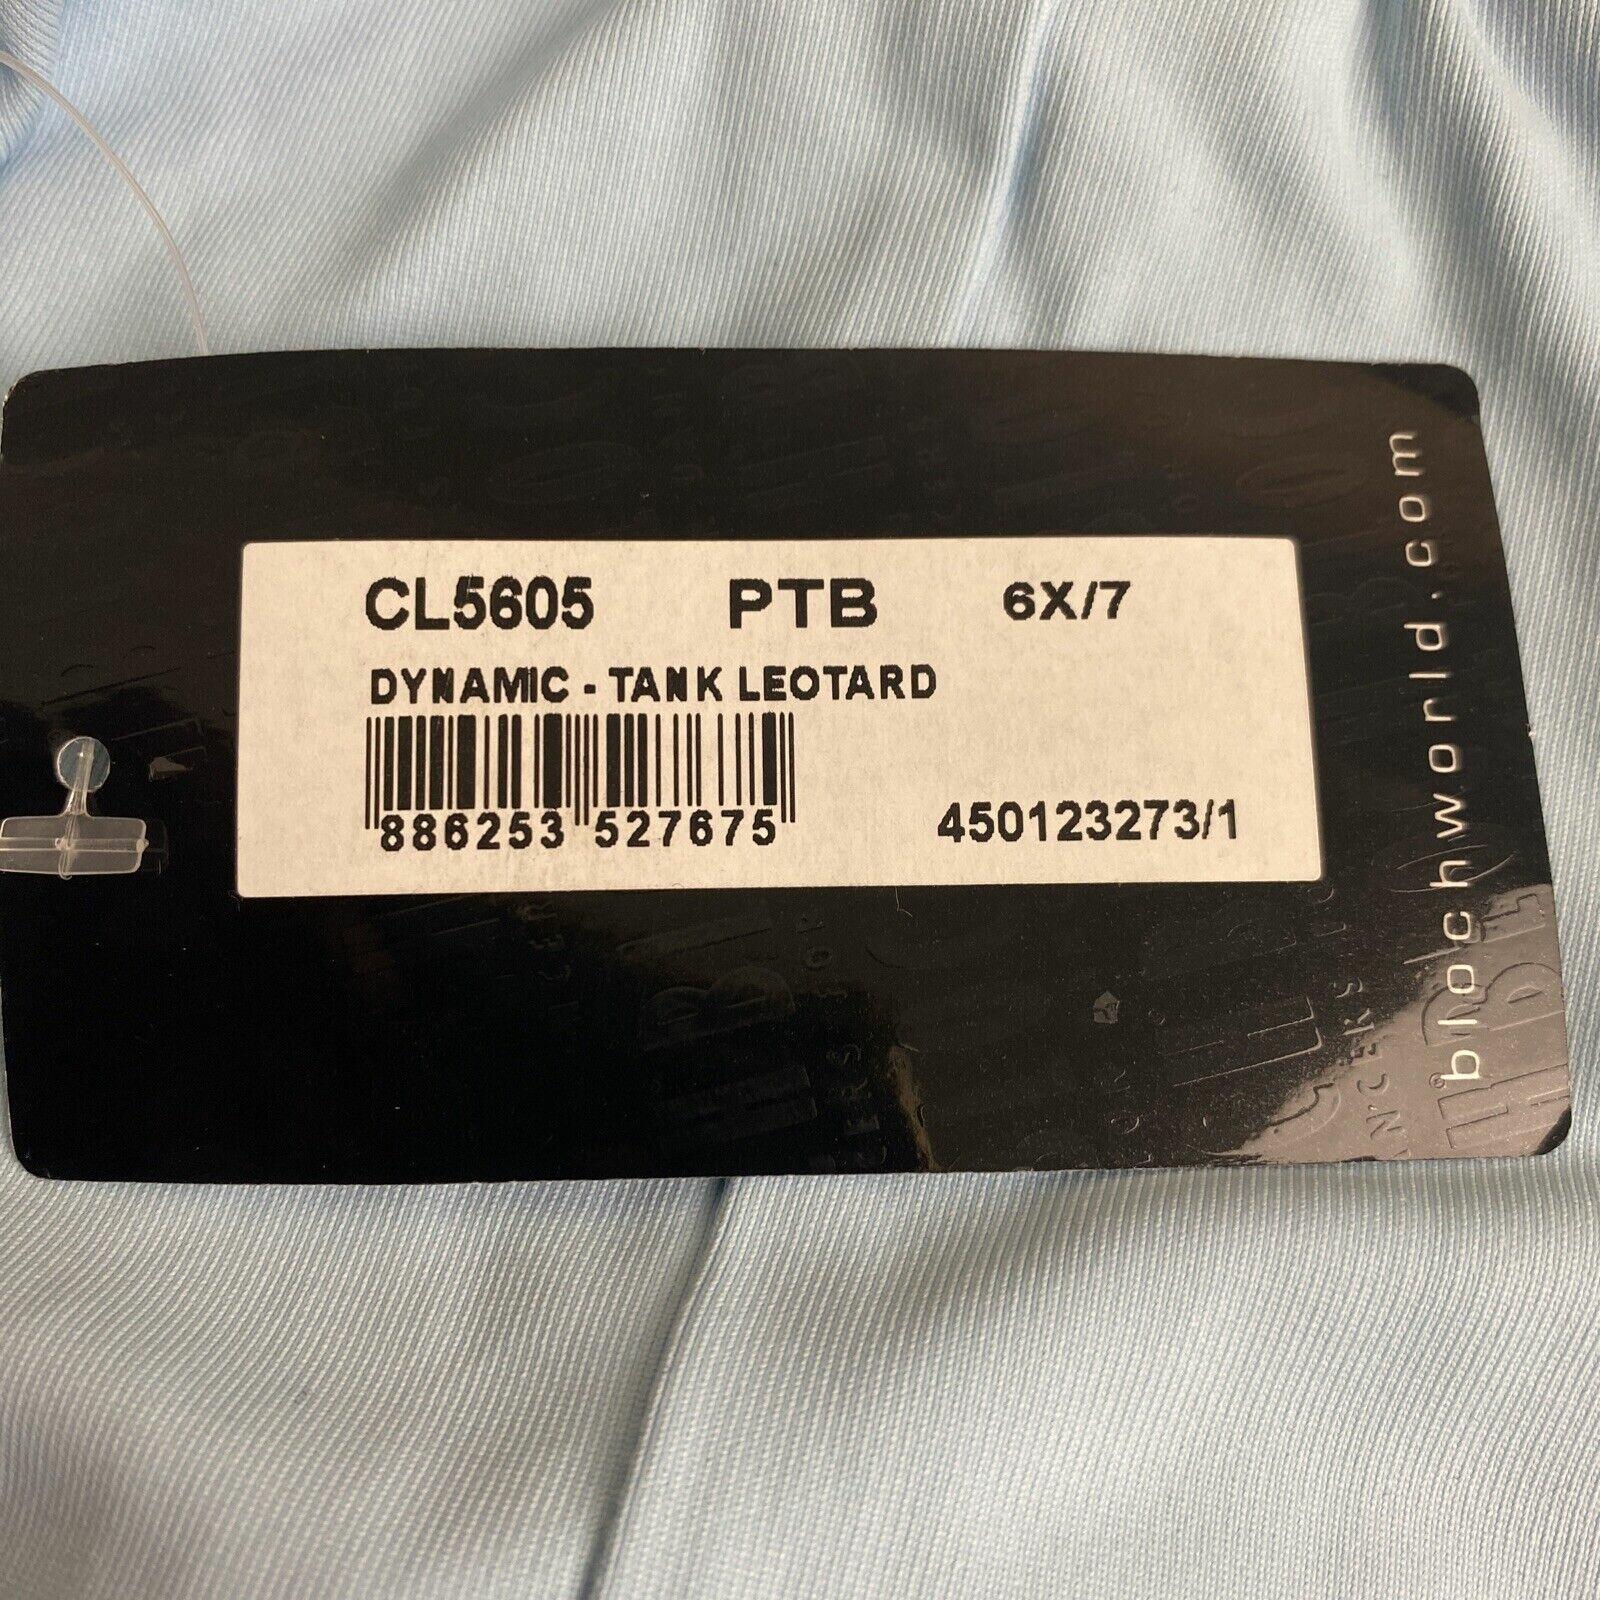 CL5605 PTB 6X/7
DYNAMIC - TANK LEOTARD
886253 527675
450123273/1
blochworld.com